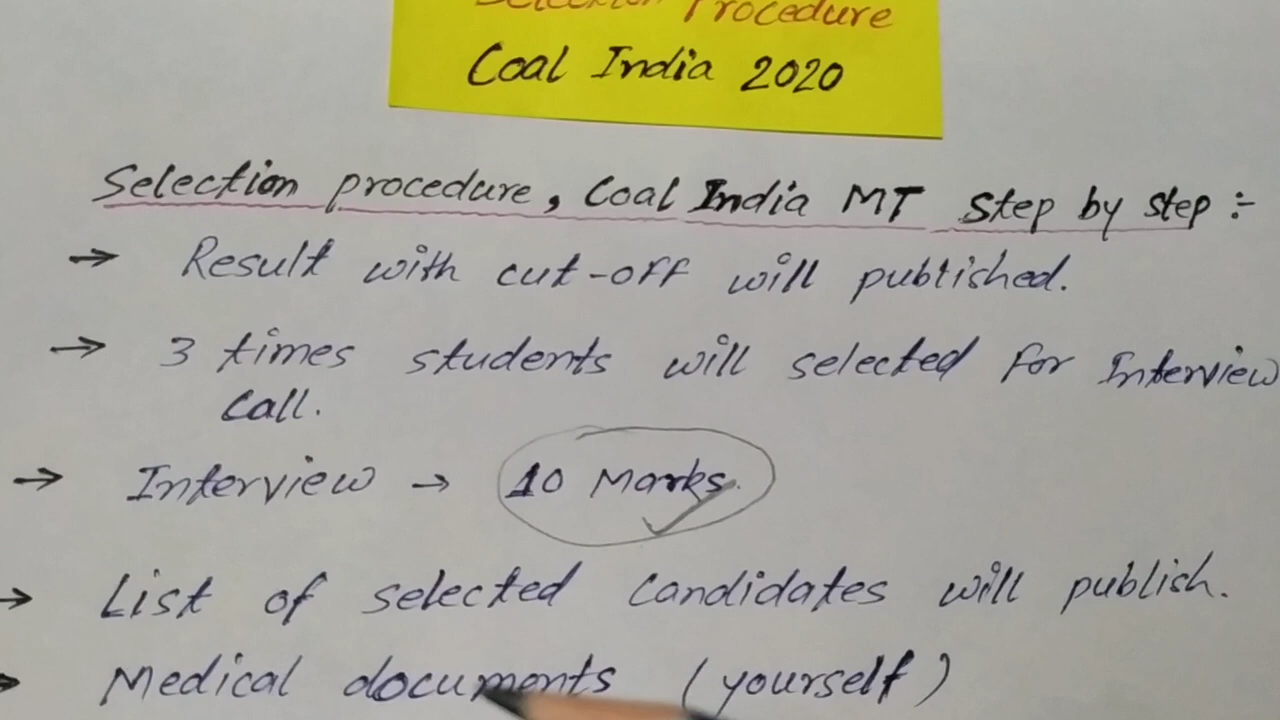 Selection Procedure
Coal India 2020
Selection procedure, Coal India MT Step by step :-
→ Result with cut-off will published.
→ 3 times students will selected for Interview
Call.
→ Interview → 10 Marks.
→ List of selected candidates will publish.
→ Medical documents (yourself)